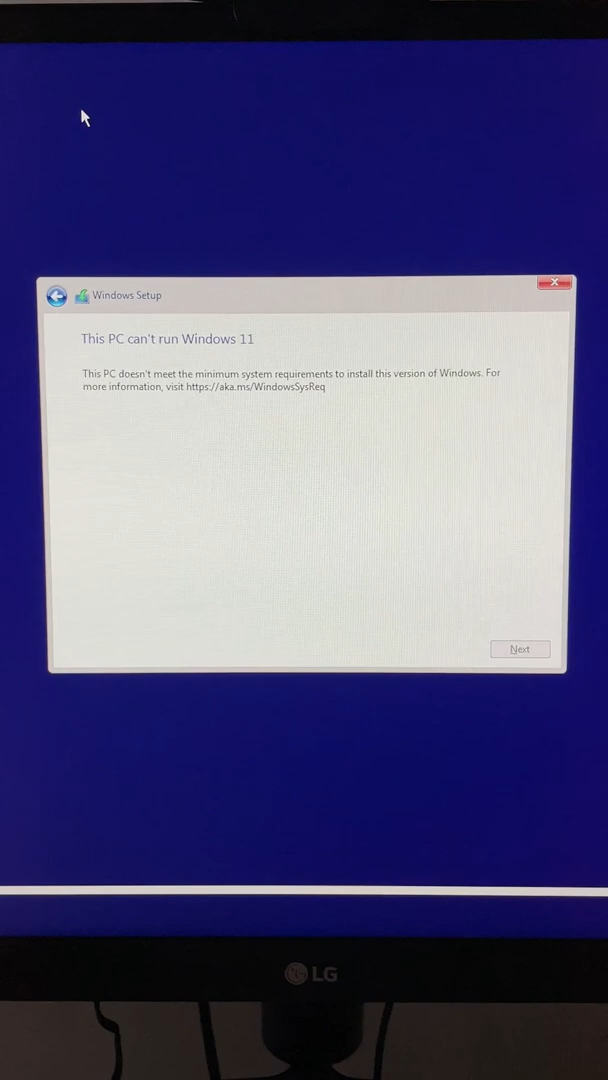 Windows Setup
This PC can't run Windows 11
This PC doesn't meet the minimum system requirements to install this version of Windows. For
more information, visit https://aka.ms/WindowsSysReq
Next
LG